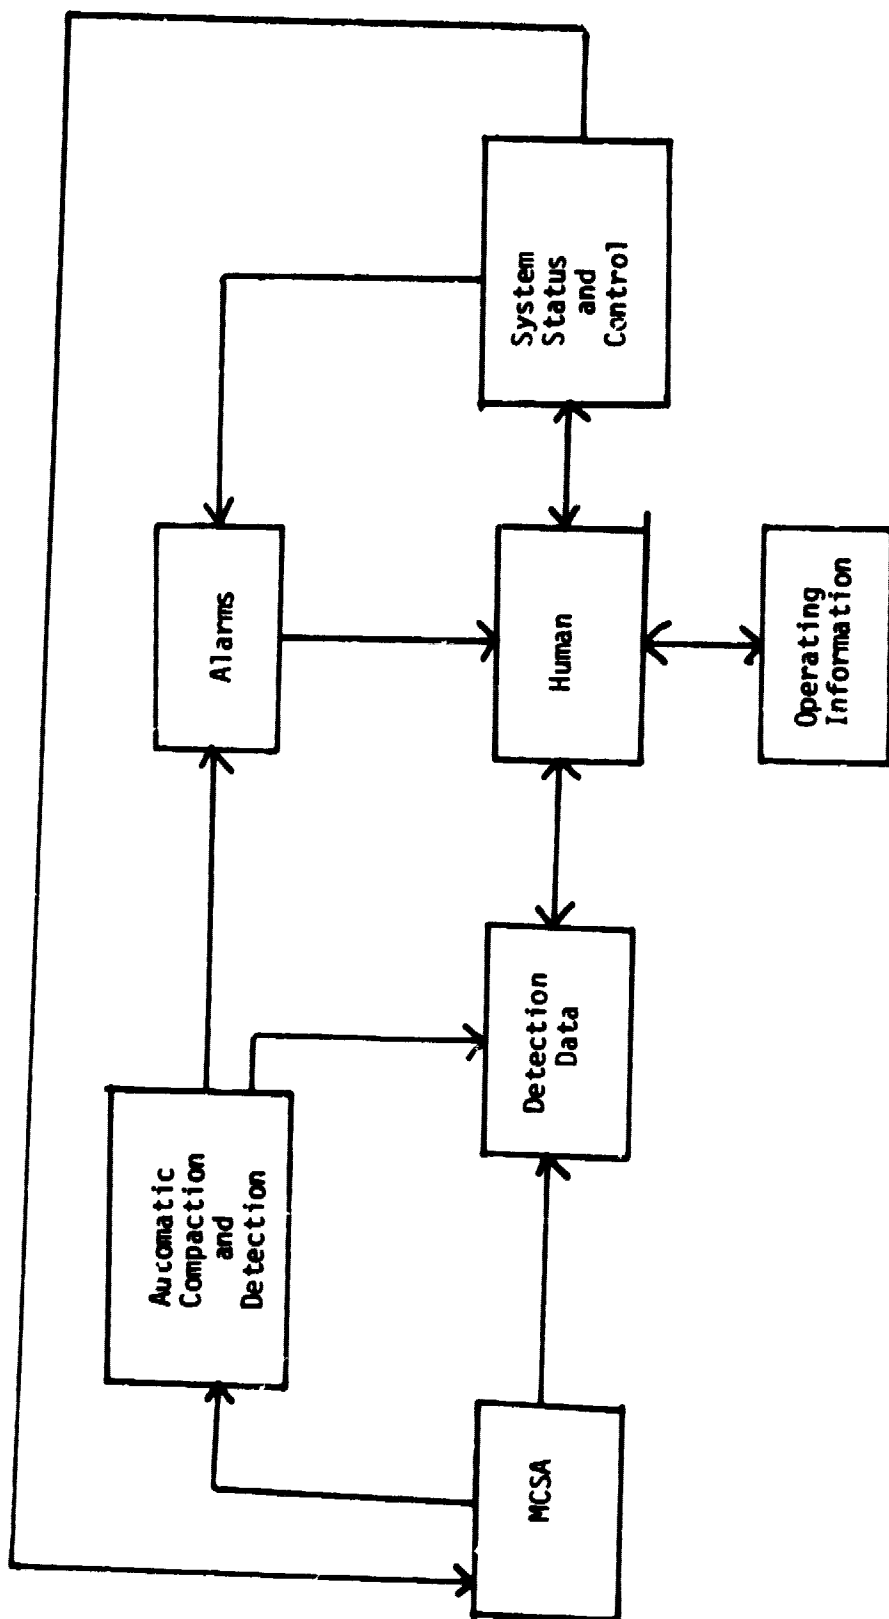 MCSA
Automatic
Compaction
and
Detection
Detection
Data
Alarms
Human
Operating
Information
System
Status
and
Control